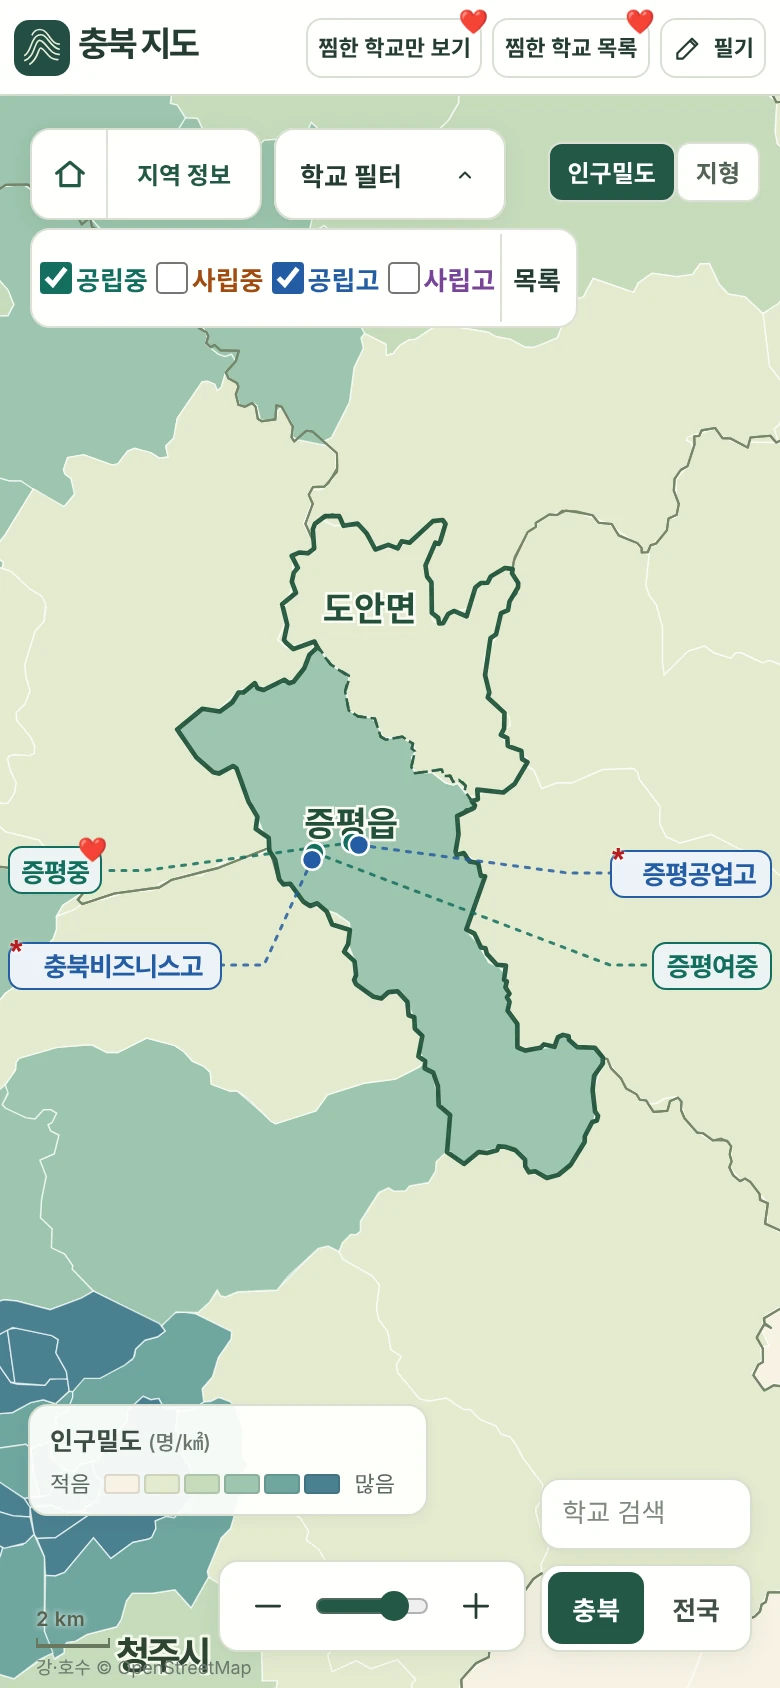 충북 지도
찜한 학교만 보기
찜한 학교 목록
필기
지역 정보
학교 필터
인구밀도
지형
공립중
사립중
공립고
사립고
목록
도안면
증평읍
증평중
* 증평공업고
* 충북비즈니스고
증평여중
인구밀도 (명/㎢)
적음
많음
학교 검색
충북
전국
2 km
청주시
강·호수 © OpenStreetMap